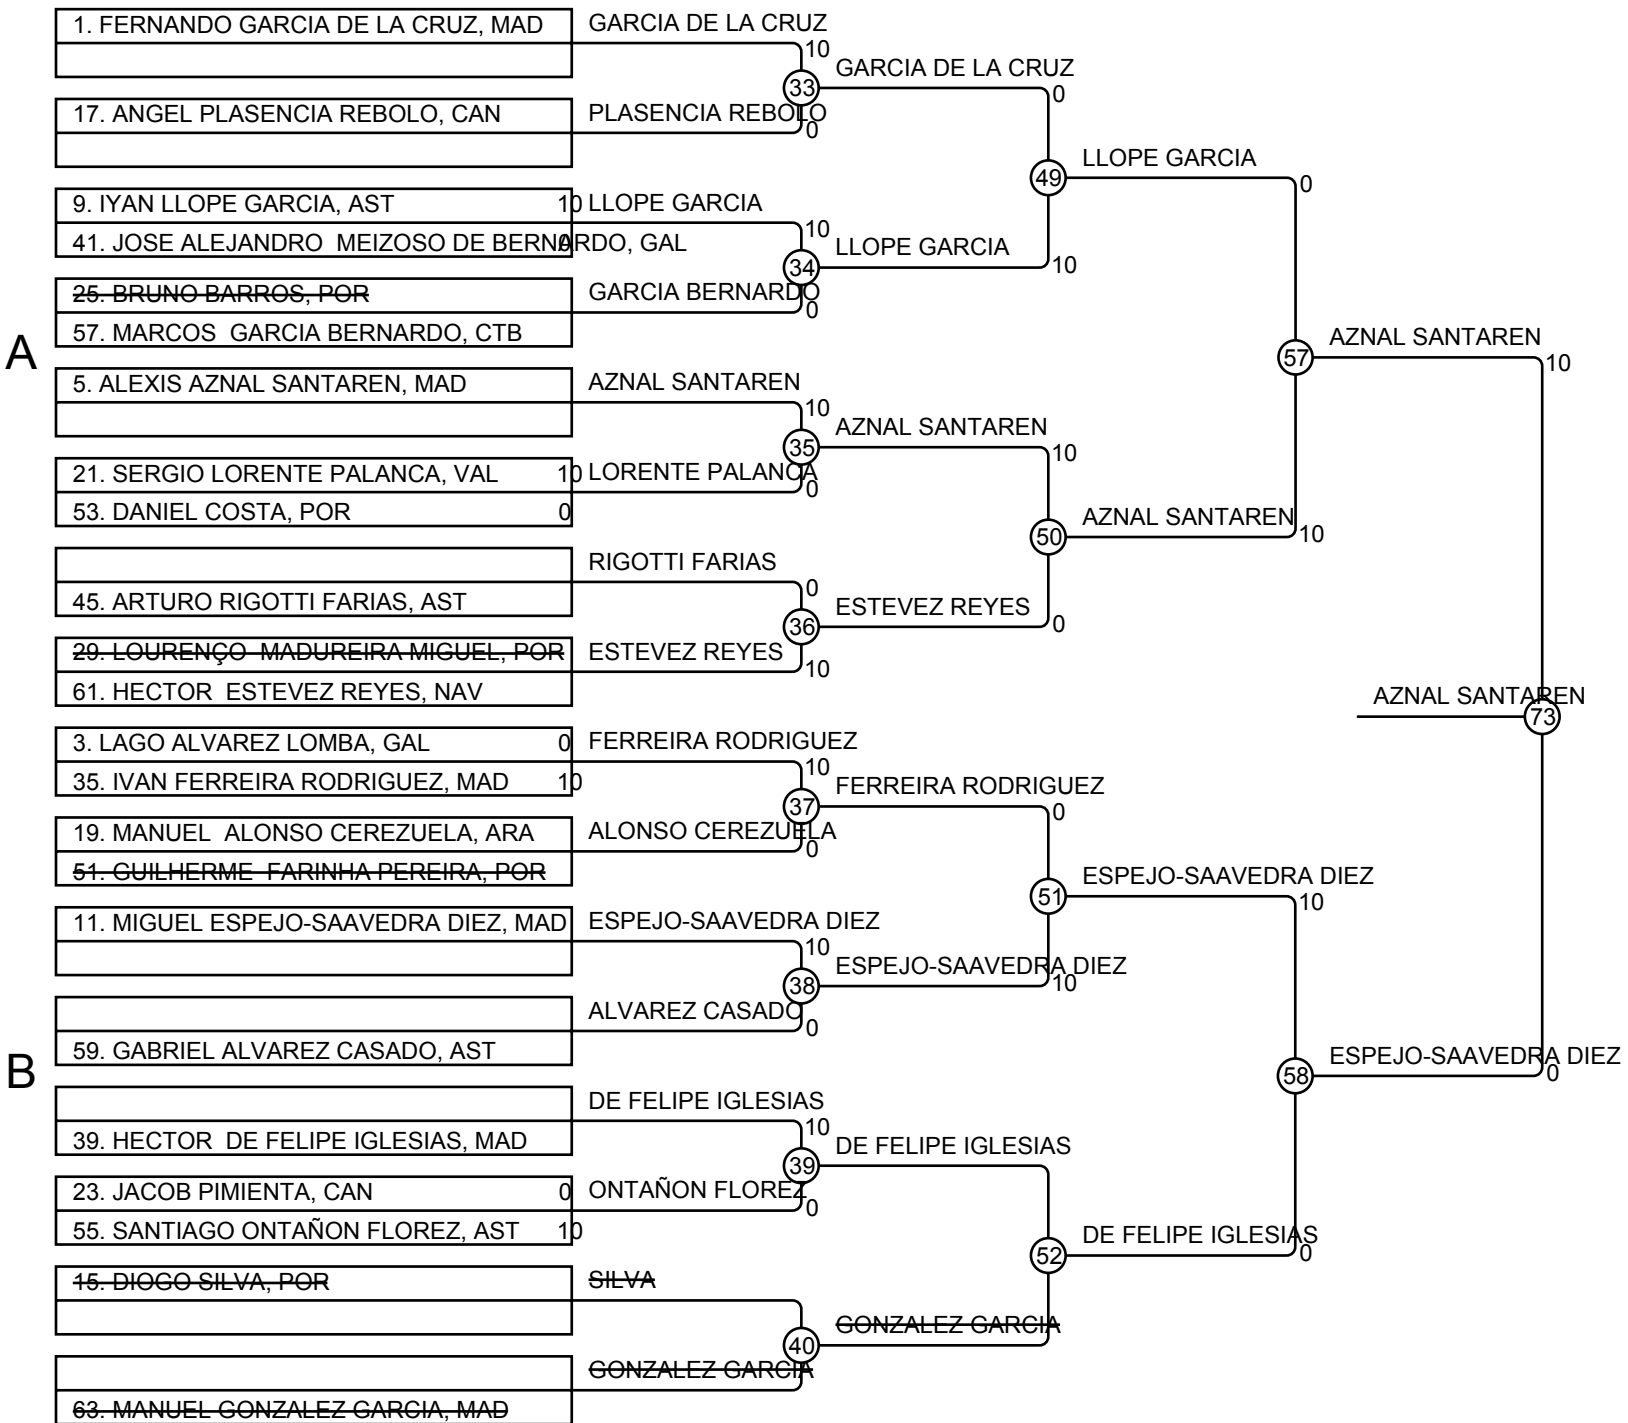 1. FERNANDO GARCIA DE LA CRUZ, MAD
GARCIA DE LA CRUZ
10
GARCIA DE LA CRUZ
33
0
17. ANGEL PLASENCIA REBOLO, CAN
PLASENCIA REBOLO
0
LLOPE GARCIA
49
0
9. IYAN LLOPE GARCIA, AST 10
LLOPE GARCIA
10
41. JOSE ALEJANDRO MEIZOSO DE BERNARDO, GAL 0
LLOPE GARCIA
34
10
25. BRUNO BARROS, POR
GARCIA BERNARDO
0
57. MARCOS GARCIA BERNARDO, CTB
A
AZNAL SANTAREN
57
10
5. ALEXIS AZNAL SANTAREN, MAD
AZNAL SANTAREN
10
AZNAL SANTAREN
35
10
21. SERGIO LORENTE PALANCA, VAL 10
LORENTE PALANCA
0
53. DANIEL COSTA, POR 0
AZNAL SANTAREN
50
10
RIGOTTI FARIAS
0
45. ARTURO RIGOTTI FARIAS, AST
ESTEVEZ REYES
36
0
29. LOURENÇO MADUREIRA MIGUEL, POR
ESTEVEZ REYES
10
61. HECTOR ESTEVEZ REYES, NAV
AZNAL SANTAREN
73
3. LAGO ALVAREZ LOMBA, GAL 0
FERREIRA RODRIGUEZ
10
35. IVAN FERREIRA RODRIGUEZ, MAD 10
FERREIRA RODRIGUEZ
37
0
19. MANUEL ALONSO CEREZUELA, ARA
ALONSO CEREZUELA
0
51. GUILHERME FARINHA PEREIRA, POR
ESPEJO-SAAVEDRA DIEZ
51
10
11. MIGUEL ESPEJO-SAAVEDRA DIEZ, MAD
ESPEJO-SAAVEDRA DIEZ
10
ESPEJO-SAAVEDRA DIEZ
38
10
ALVAREZ CASADO
0
59. GABRIEL ALVAREZ CASADO, AST
B
ESPEJO-SAAVEDRA DIEZ
58
0
DE FELIPE IGLESIAS
10
39. HECTOR DE FELIPE IGLESIAS, MAD
DE FELIPE IGLESIAS
39
23. JACOB PIMIENTA, CAN 0
ONTAÑON FLOREZ
0
55. SANTIAGO ONTAÑON FLOREZ, AST 10
DE FELIPE IGLESIAS
52
0
15. DIOGO SILVA, POR
SILVA
GONZALEZ GARCIA
40
GONZALEZ GARCIA
63. MANUEL GONZALEZ GARCIA, MAD